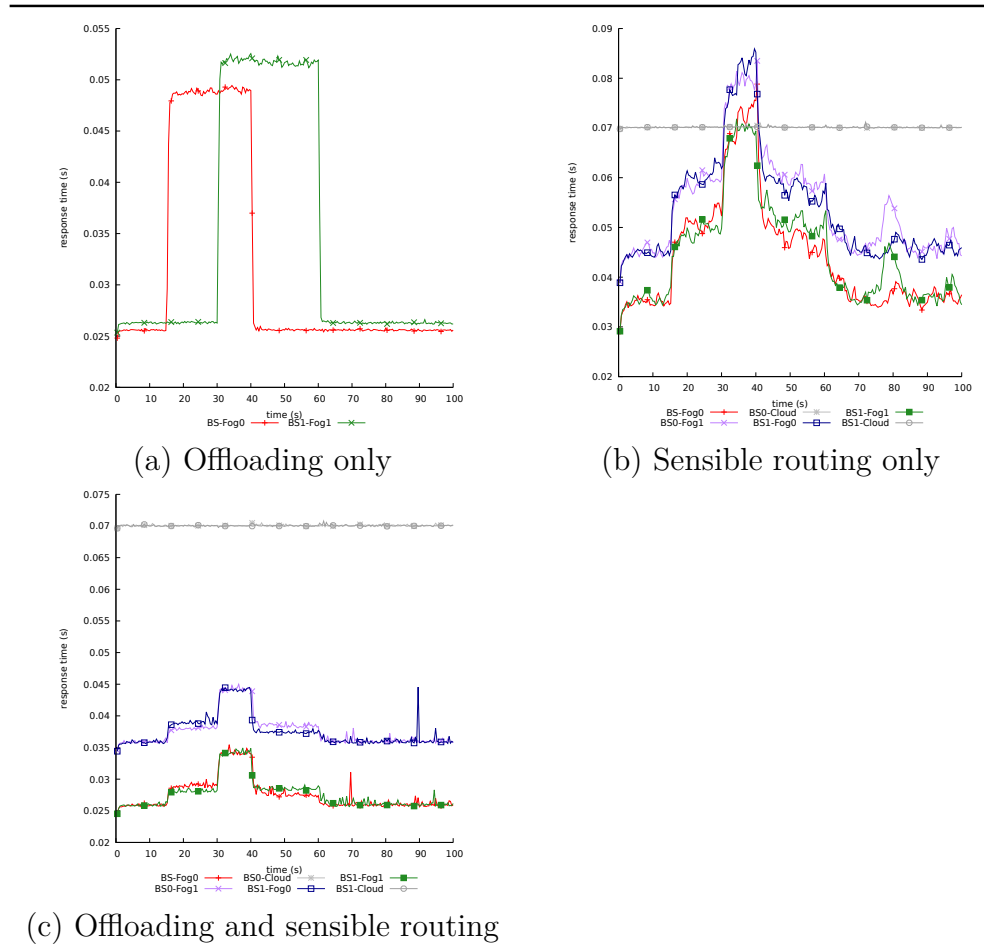 0.055
0.05
0.045
0.04
0.035
0.03
0.025
0.02
response time (s)
0 10 20 30 40 50 60 70 80 90 100
time (s)
BS-Fog0 BS1-Fog1
(a) Offloading only
0.09
0.08
0.07
0.06
0.05
0.04
0.03
0.02
response time (s)
0 10 20 30 40 50 60 70 80 90 100
time (s)
BS-Fog0 BS0-Cloud BS1-Fog1
BS0-Fog1 BS1-Fog0 BS1-Cloud
(b) Sensible routing only
0.075
0.07
0.065
0.06
0.055
0.05
0.045
0.04
0.035
0.03
0.025
0.02
response time (s)
0 10 20 30 40 50 60 70 80 90 100
time (s)
BS-Fog0 BS0-Cloud BS1-Fog1
BS0-Fog1 BS1-Fog0 BS1-Cloud
(c) Offloading and sensible routing